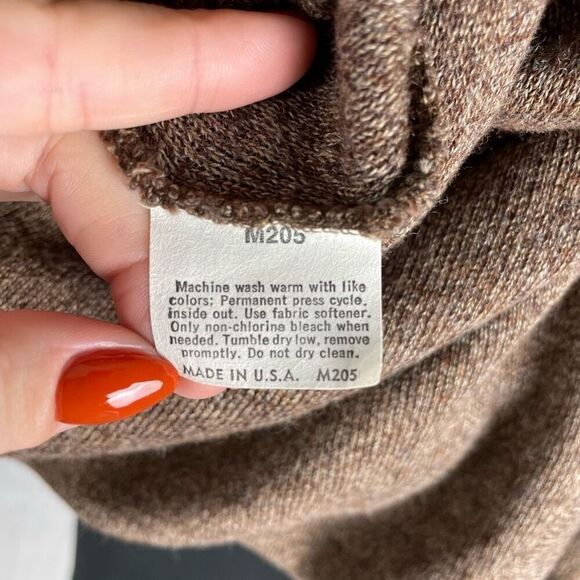 M205
Machine wash warm with like
colors; Permanent press cycle,
inside out. Use fabric softener.
Only non-chlorine bleach when
needed. Tumble dry low, remove
promptly. Do not dry clean.
MADE IN U.S.A. M205